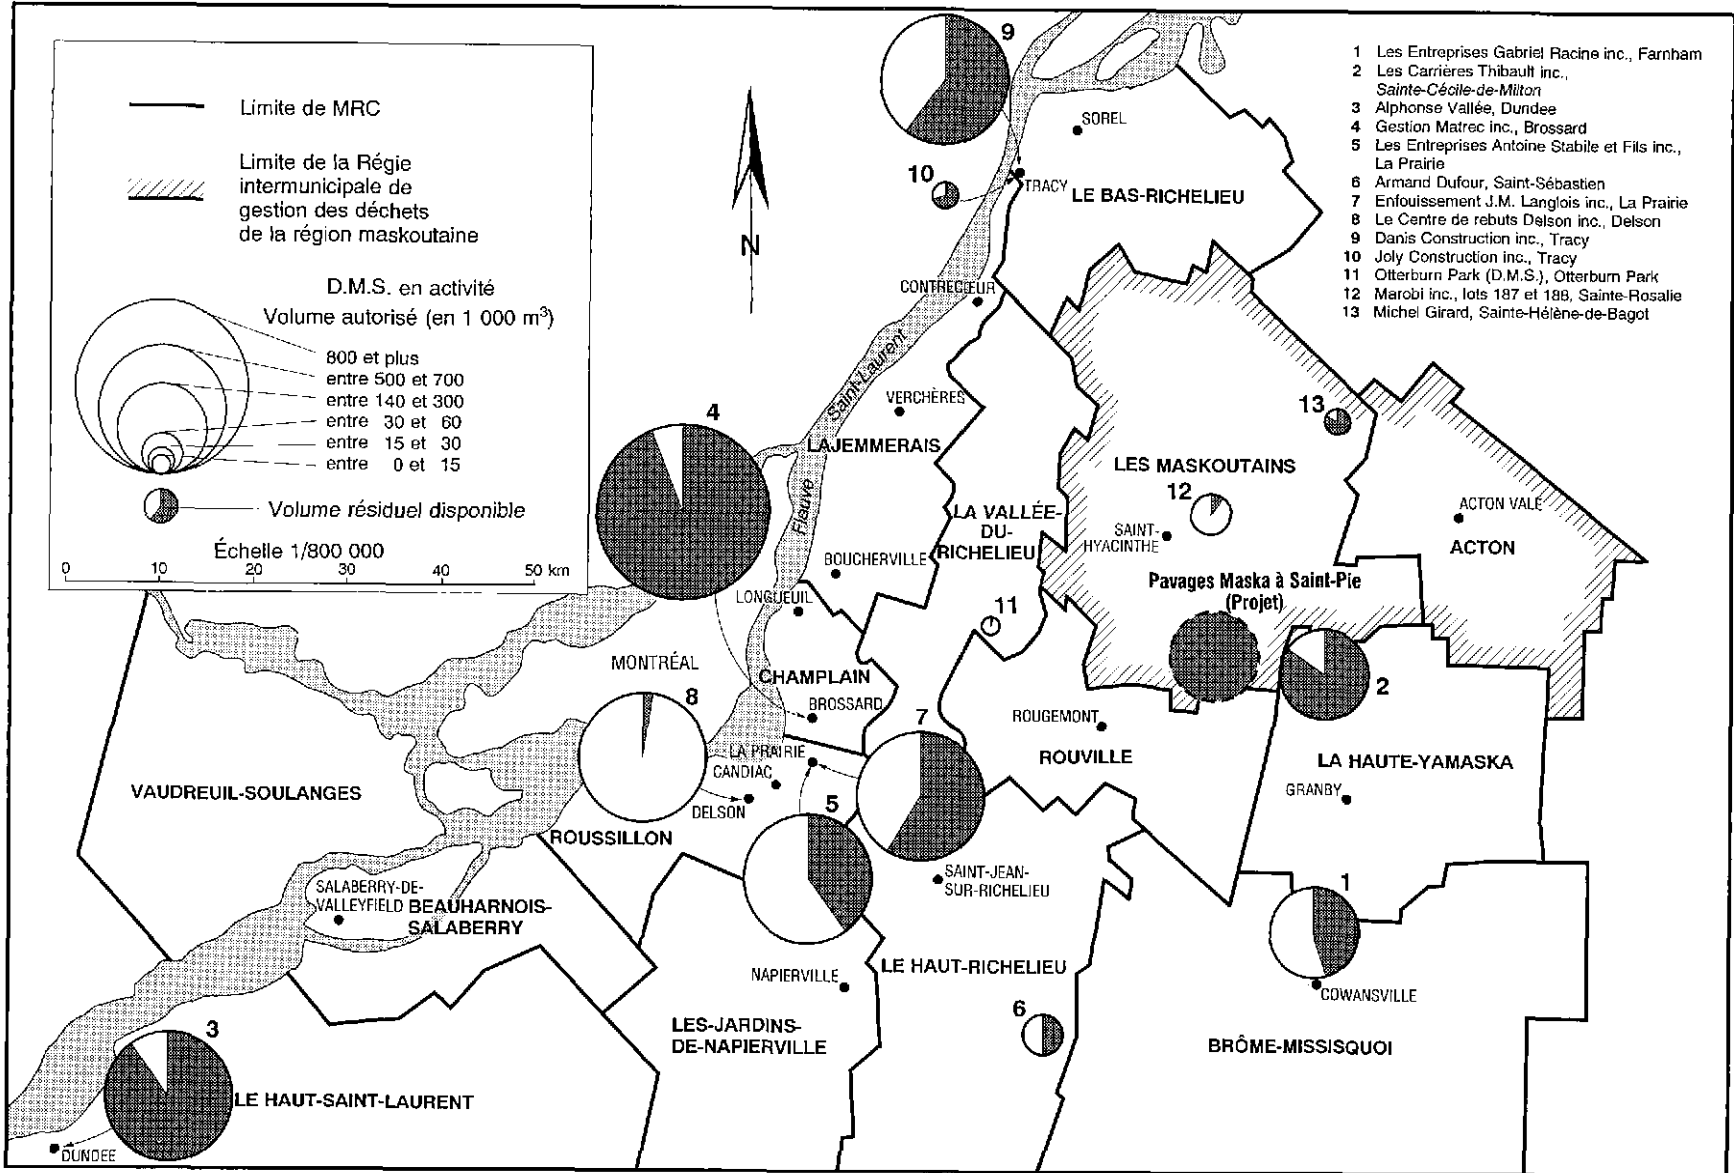 Limite de MRC
Limite de la Régie
intermunicipale de
gestion des déchets
de la région maskoutaine
D.M.S. en activité
Volume autorisé (en 1 000 m³)
800 et plus
entre 500 et 700
entre 140 et 300
entre 30 et 60
entre 15 et 30
entre 0 et 15
Volume résiduel disponible
Échelle 1/800 000
0 10 20 30 40 50 km
N
1 Les Entreprises Gabriel Racine inc., Farnham
2 Les Carrières Thibault inc.,
Sainte-Cécile-de-Milton
3 Alphonse Vallée, Dundee
4 Gestion Matrec inc., Brossard
5 Les Entreprises Antoine Stabile et Fils inc.,
La Prairie
6 Armand Dufour, Saint-Sébastien
7 Enfouissement J.M. Langlois inc., La Prairie
8 Le Centre de rebuts Delson inc., Delson
9 Danis Construction inc., Tracy
10 Joly Construction inc., Tracy
11 Otterburn Park (D.M.S.), Otterburn Park
12 Marobi inc., lots 187 et 188, Sainte-Rosalie
13 Michel Girard, Sainte-Hélène-de-Bagot
9
SOREL
10
TRACY
LE BAS-RICHELIEU
CONTRECŒUR
Fleuve Saint-Laurent
VERCHÈRES
LAJEMMERAIS
4
13
LES MASKOUTAINS
12
SAINT-
HYACINTHE
ACTON VALE
ACTON
LA VALLÉE-
DU-
RICHELIEU
BOUCHERVILLE
LONGUEUIL
11
Pavages Maska à Saint-Pie
(Projet)
MONTRÉAL
CHAMPLAIN
BROSSARD
8
7
2
ROUGEMONT
ROUVILLE
LA PRAIRIE
CANDIAC
DELSON
LA HAUTE-YAMASKA
GRANBY
VAUDREUIL-SOULANGES
ROUSSILLON
5
SAINT-JEAN-
SUR-RICHELIEU
SALABERRY-DE-
VALLEYFIELD
BEAUHARNOIS-
SALABERRY
1
COWANSVILLE
LE HAUT-RICHELIEU
NAPIERVILLE
6
LES-JARDINS-
DE-NAPIERVILLE
BRÔME-MISSISQUOI
3
LE HAUT-SAINT-LAURENT
DUNDEE